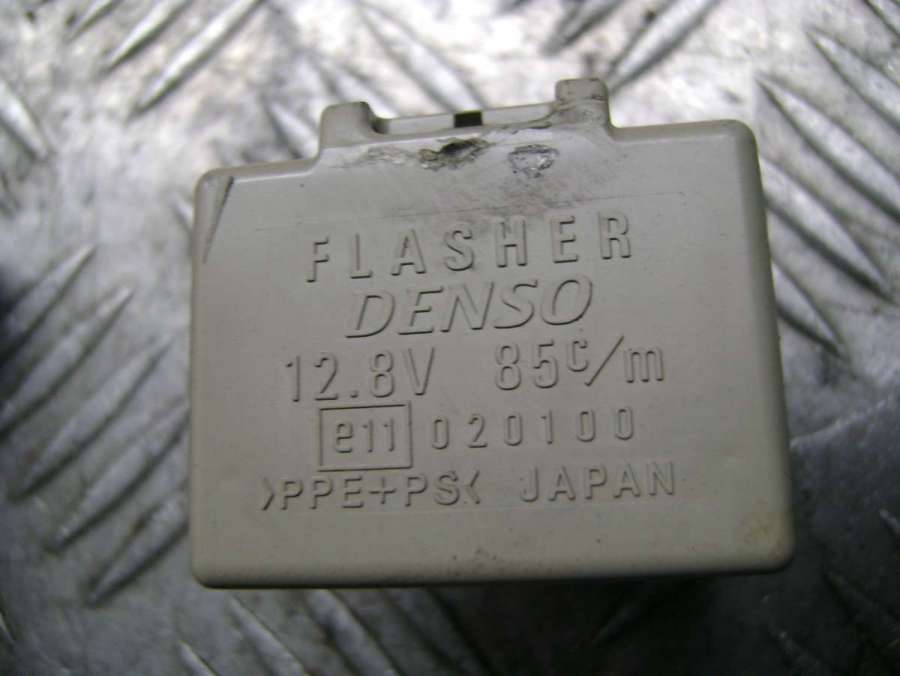 FLASHER
DENSO
12.8V 85c/m
e11 020100
>PPE+PS< JAPAN